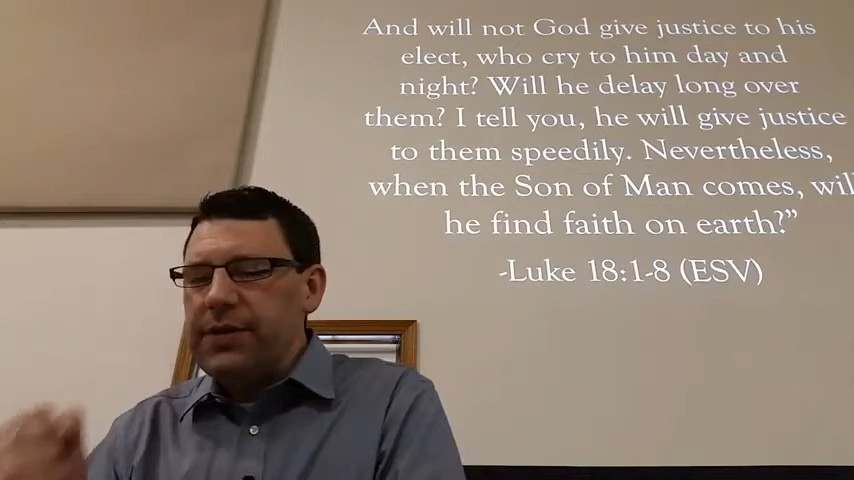 And will not God give justice to his
elect, who cry to him day and
night? Will he delay long over
them? I tell you, he will give justice
to them speedily. Nevertheless,
when the Son of Man comes, will
he find faith on earth?”
-Luke 18:1-8 (ESV)